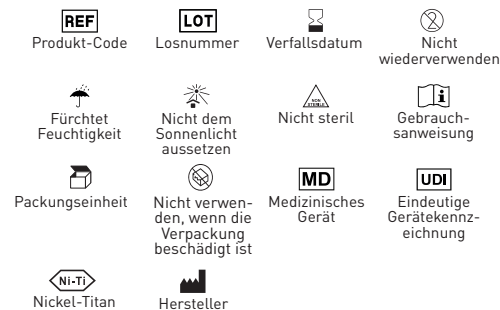 REF
Produkt-Code
LOT
Losnummer
Verfallsdatum
2
Nicht
wiederverwenden
Fürchtet
Feuchtigkeit
Nicht dem
Sonnenlicht
aussetzen
NON
STERILE
Nicht steril
i
Gebrauch-
sanweisung
Packungseinheit
Nicht verwen-
den, wenn die
Verpackung
beschädigt ist
MD
Medizinisches
Gerät
UDI
Eindeutige
Gerätekennz-
eichnung
Ni-Ti
Nickel-Titan
Hersteller